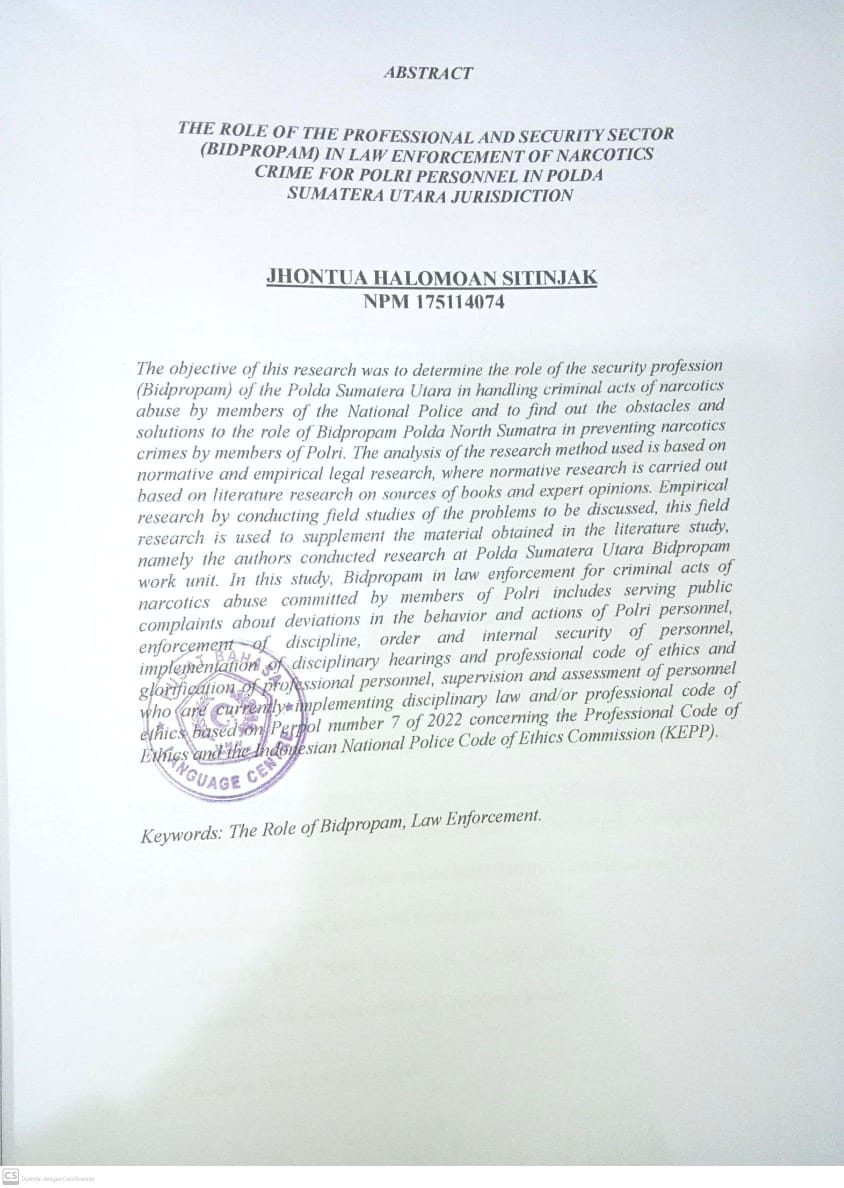 ABSTRACT
THE ROLE OF THE PROFESSIONAL AND SECURITY SECTOR
(BIDPROPAM) IN LAW ENFORCEMENT OF NARCOTICS
CRIME FOR POLRI PERSONNEL IN POLDA
SUMATERA UTARA JURISDICTION
JHONTUA HALOMOAN SITINJAK
NPM 175114074
The objective of this research was to determine the role of the security profession
(Bidpropam) of the Polda Sumatera Utara in handling criminal acts of narcotics
abuse by members of the National Police and to find out the obstacles and
solutions to the role of Bidpropam Polda North Sumatra in preventing narcotics
crimes by members of Polri. The analysis of the research method used is based on
normative and empirical legal research, where normative research is carried out
based on literature research on sources of books and expert opinions. Empirical
research by conducting field studies of the problems to be discussed, this field
research is used to supplement the material obtained in the literature study,
namely the authors conducted research at Polda Sumatera Utara Bidpropam
work unit. In this study, Bidpropam in law enforcement for criminal acts of
narcotics abuse committed by members of Polri includes serving public
complaints about deviations in the behavior and actions of Polri personnel,
enforcement of discipline, order and internal security of personnel,
implementation of disciplinary hearings and professional code of ethics and
glorification of professional personnel, supervision and assessment of personnel
who are currently implementing disciplinary law and/or professional code of
ethics based on Perpol number 7 of 2022 concerning the Professional Code of
Ethics and the Indonesian National Police Code of Ethics Commission (KEPP).
PUSAT BAHASA
LANGUAGE CENTER
Keywords: The Role of Bidpropam, Law Enforcement.
CS Dipindai dengan CamScanner